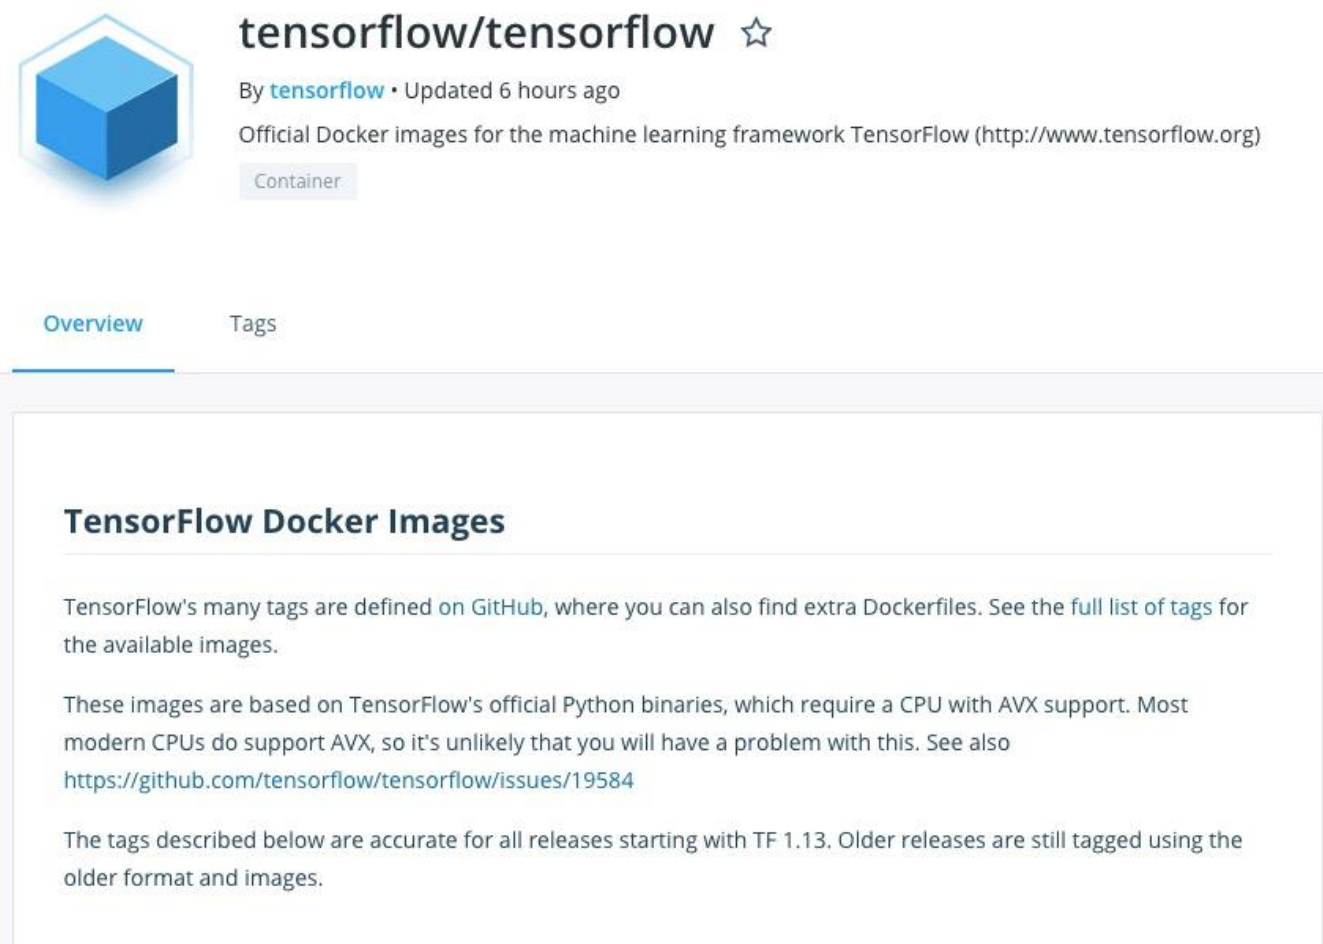 tensorflow/tensorflow
By tensorflow • Updated 6 hours ago
Official Docker images for the machine learning framework TensorFlow (http://www.tensorflow.org)
Container
Overview
Tags
TensorFlow Docker Images
TensorFlow's many tags are defined on GitHub, where you can also find extra Dockerfiles. See the full list of tags for
the available images.
These images are based on TensorFlow's official Python binaries, which require a CPU with AVX support. Most
modern CPUs do support AVX, so it's unlikely that you will have a problem with this. See also
https://github.com/tensorflow/tensorflow/issues/19584
The tags described below are accurate for all releases starting with TF 1.13. Older releases are still tagged using the
older format and images.